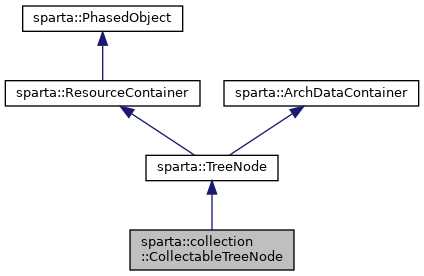 sparta::PhasedObject
sparta::ResourceContainer
sparta::ArchDataContainer
sparta::TreeNode
sparta::collection
::CollectableTreeNode